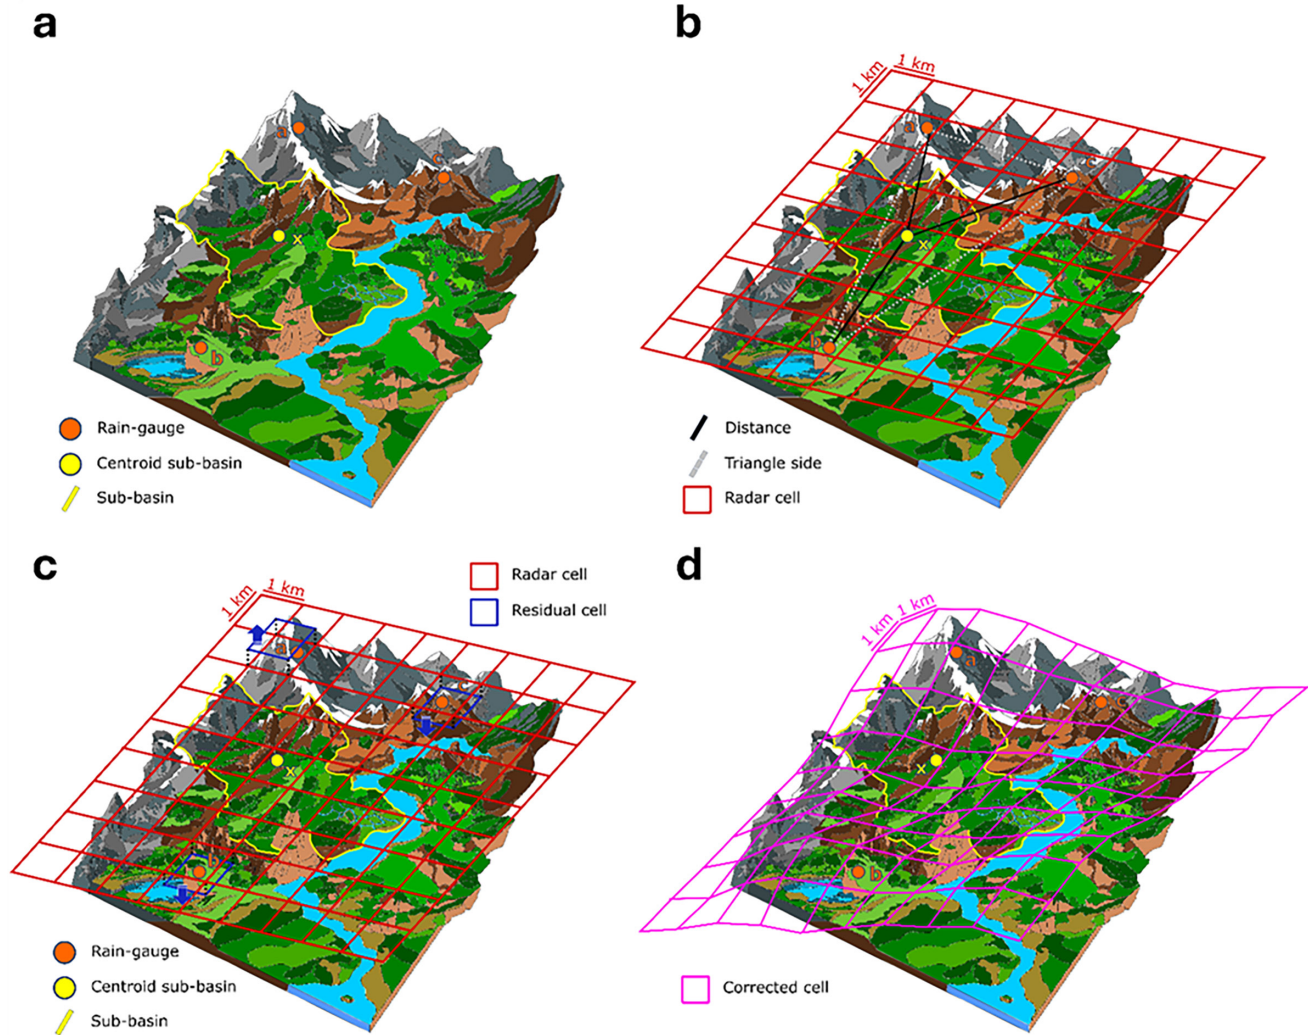 a
b
a
c
x
b
Rain-gauge
Centroid sub-basin
Sub-basin
1 km
1 km
a
c
x
b
Distance
Triangle side
Radar cell
c
d
Radar cell
Residual cell
1 km
1 km
a
c
x
b
Rain-gauge
Centroid sub-basin
Sub-basin
1 km
1 km
a
c
x
b
Corrected cell